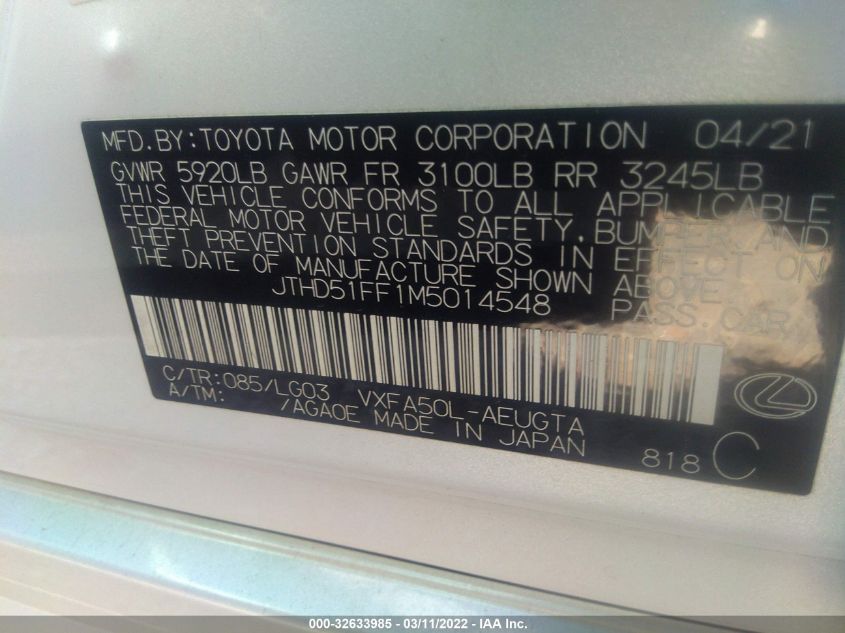 MFD.BY:TOYOTA MOTOR CORPORATION 04/21
GVWR 5920LB GAWR FR 3100LB RR 3245LB
THIS VEHICLE CONFORMS TO ALL APPLICABLE
FEDERAL MOTOR VEHICLE SAFETY,BUMPER,AND
THEFT PREVENTION STANDARDS IN EFFECT ON
THE DATE OF MANUFACTURE SHOWN ABOVE.
JTHD51FF1M5014548 PASS.CAR
C/TR:085/LG03 VXFA50L-AEUGTA
A/TM: /AGA0E MADE IN JAPAN
818 C
000-32633985 - 03/11/2022 - IAA Inc.